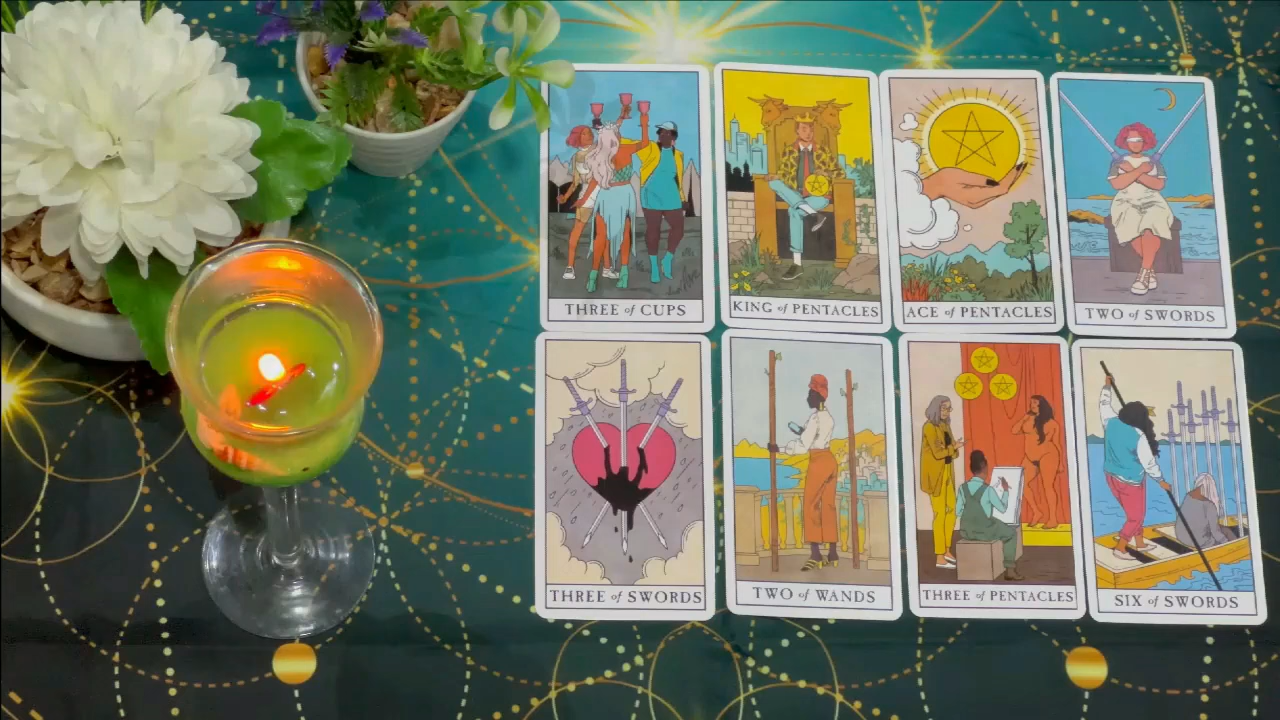 THREE of CUPS
KING of PENTACLES
ACE of PENTACLES
TWO of SWORDS
THREE of SWORDS
TWO of WANDS
THREE of PENTACLES
SIX of SWORDS